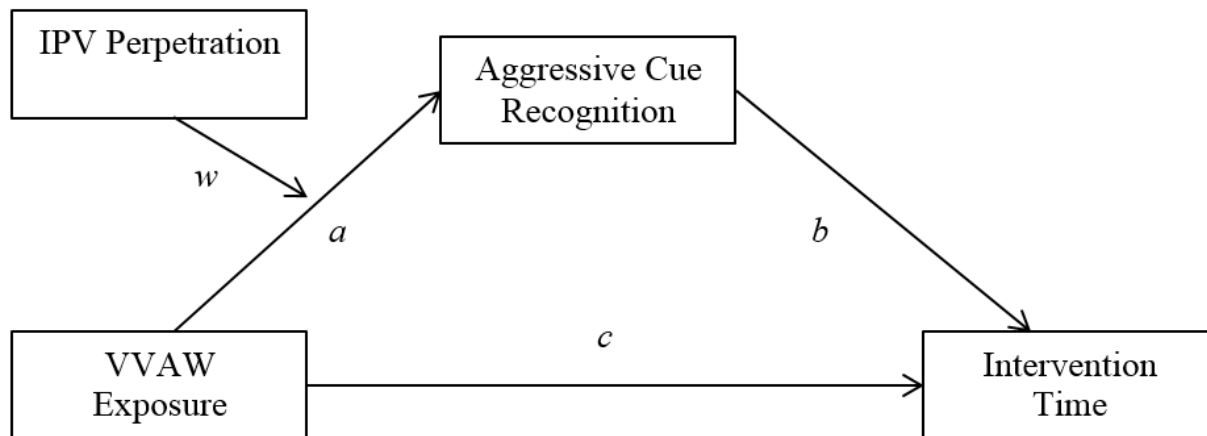 IPV Perpetration
Aggressive Cue
Recognition
w
a
b
c
VVAW
Exposure
Intervention
Time